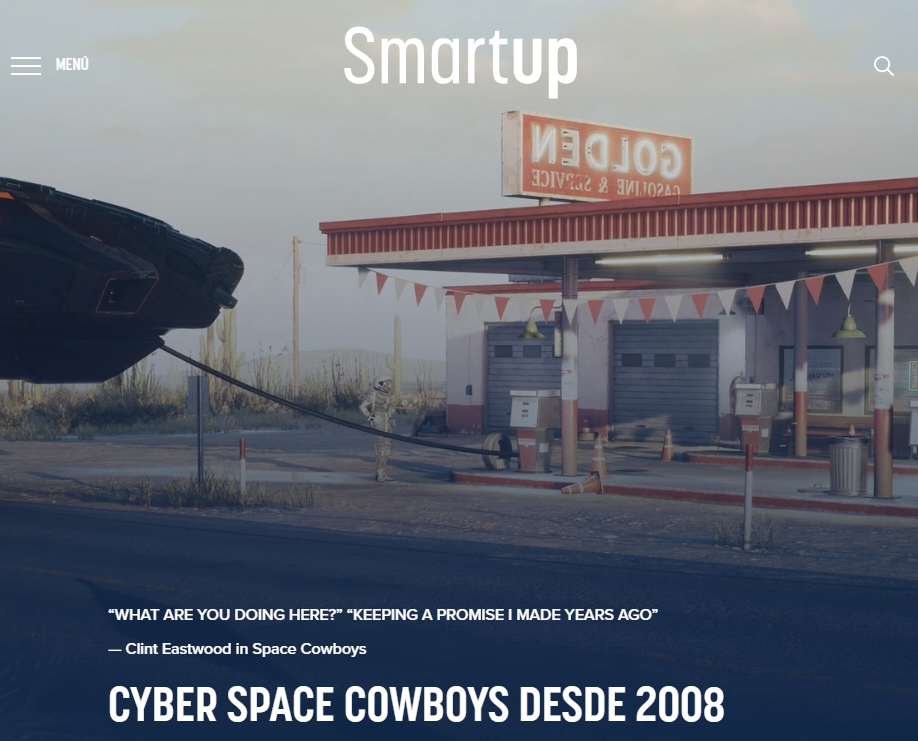 MENÚ
Smartup
GOLDEN
GASOLINE & SERVICE
“WHAT ARE YOU DOING HERE?” “KEEPING A PROMISE I MADE YEARS AGO”
— Clint Eastwood in Space Cowboys
CYBER SPACE COWBOYS DESDE 2008